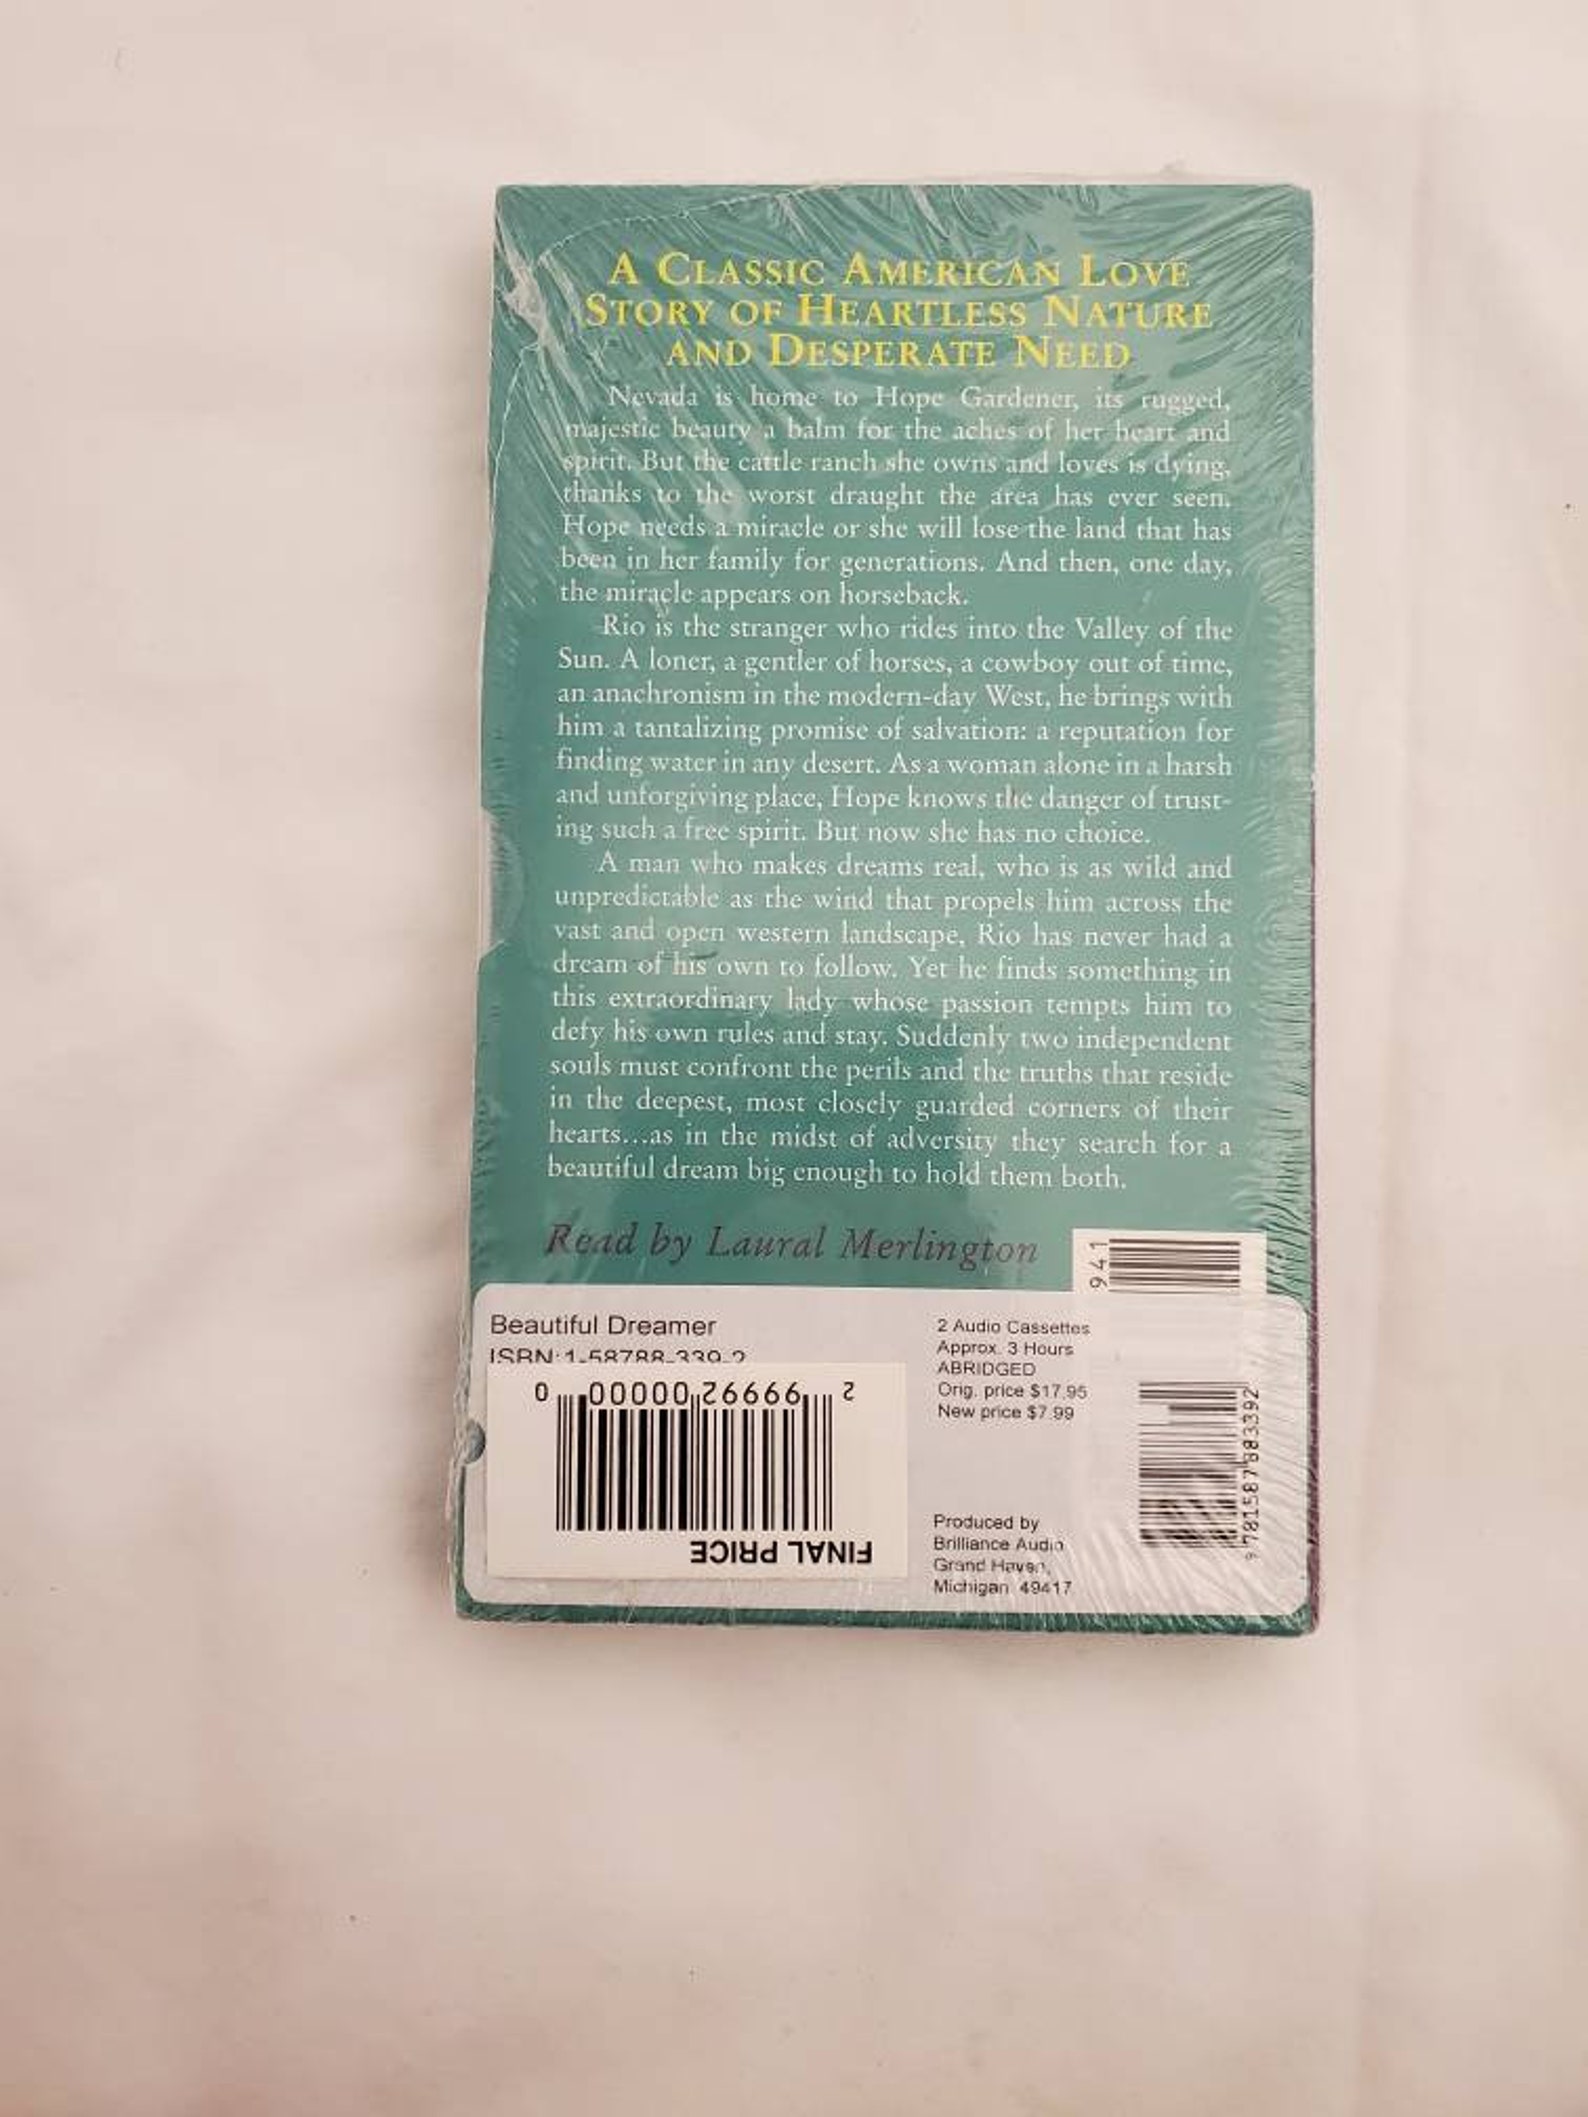 A CLASSIC AMERICAN LOVE
STORY OF HEARTLESS NATURE
AND DESPERATE NEED
Nevada is home to Hope Gardener, its rugged,
majestic beauty a balm for the aches of her heart and
spirit. But the cattle ranch she owns and loves is dying,
thanks to the worst draught the area has ever seen.
Hope needs a miracle or she will lose the land that has
been in her family for generations. And then, one day,
the miracle appears on horseback.
Rio is the stranger who rides into the Valley of the
Sun. A loner, a gentler of horses, a cowboy out of time,
an anachronism in the modern-day West, he brings with
him a tantalizing promise of salvation: a reputation for
finding water in any desert. As a woman alone in a harsh
and unforgiving place, Hope knows the danger of trust-
ing such a free spirit. But now she has no choice.
A man who makes dreams real, who is as wild and
unpredictable as the wind that propels him across the
vast and open western landscape, Rio has never had a
dream of his own to follow. Yet he finds something in
this extraordinary lady whose passion tempts him to
defy his own rules and stay. Suddenly two independent
souls must confront the perils and the truths that reside
in the deepest, most closely guarded corners of their
hearts...as in the midst of adversity they search for a
beautiful dream big enough to hold them both.
Read by Laural Merlington
941
Beautiful Dreamer
ISBN:1-58788-339-2
2 99992 00000 0
FINAL PRICE
2 Audio Cassettes
Approx. 3 Hours
ABRIDGED
Orig. price $17.95
New price $7.99
Produced by
Brilliance Audio
Grand Haven,
Michigan 49417
9 781587 883392